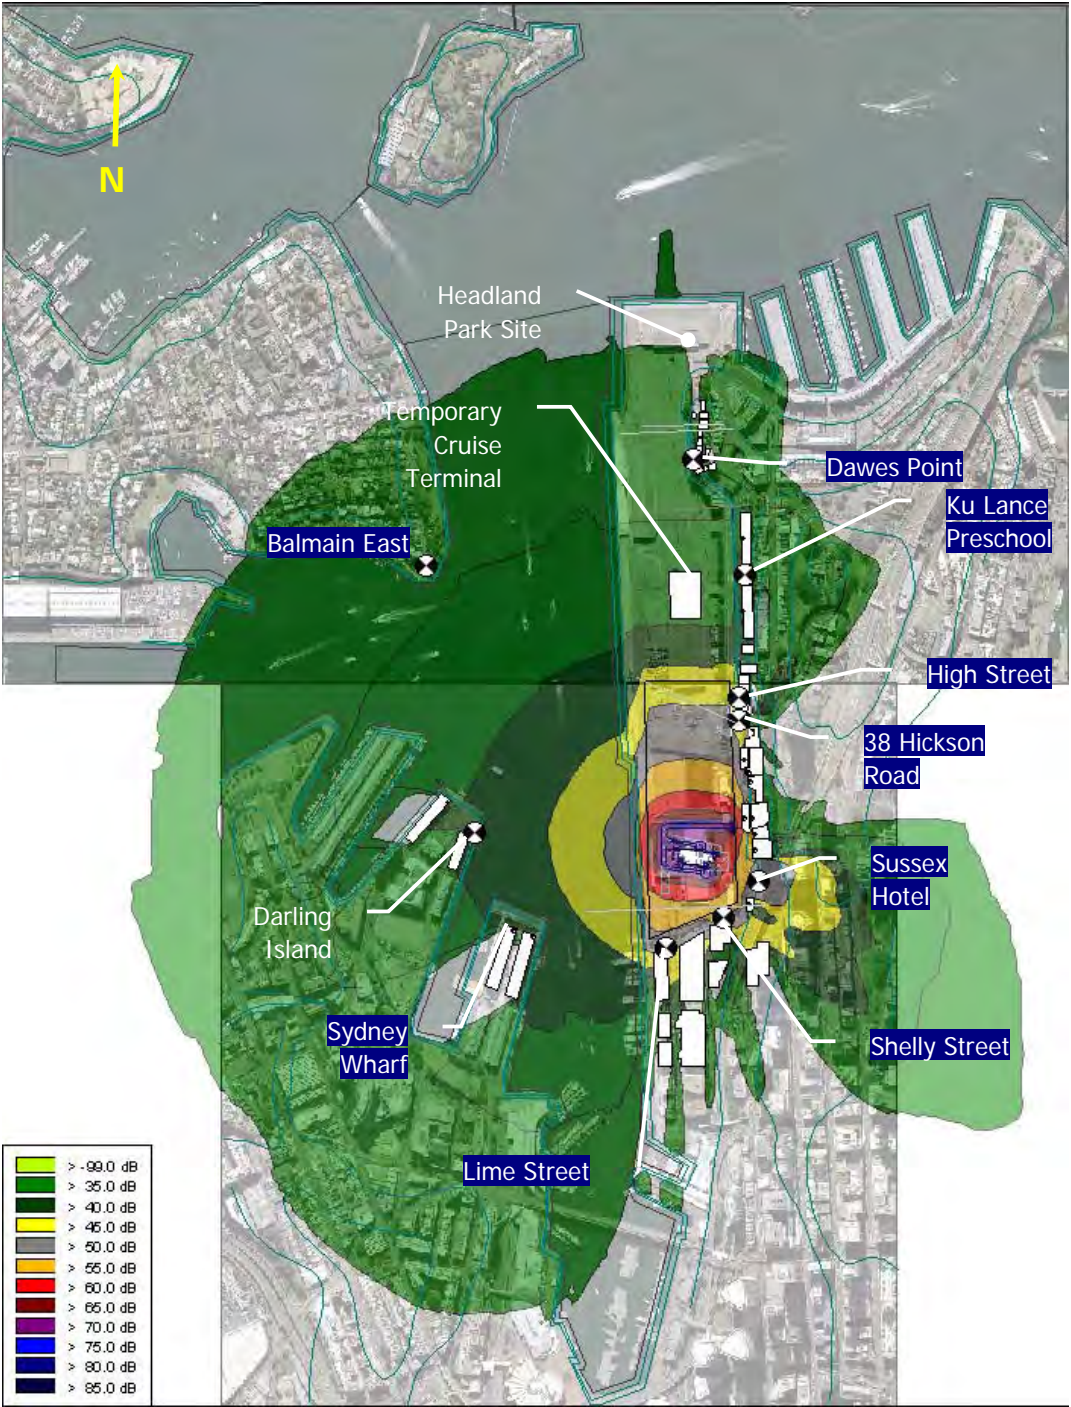 N
Headland
Park Site
Temporary
Cruise
Terminal
Dawes Point
Ku Lance
Preschool
Balmain East
High Street
38 Hickson
Road
Sussex
Hotel
Darling
Island
Sydney
Wharf
Shelly Street
Lime Street
> -99.0 dB
> 35.0 dB
> 40.0 dB
> 45.0 dB
> 50.0 dB
> 55.0 dB
> 60.0 dB
> 65.0 dB
> 70.0 dB
> 75.0 dB
> 80.0 dB
> 85.0 dB